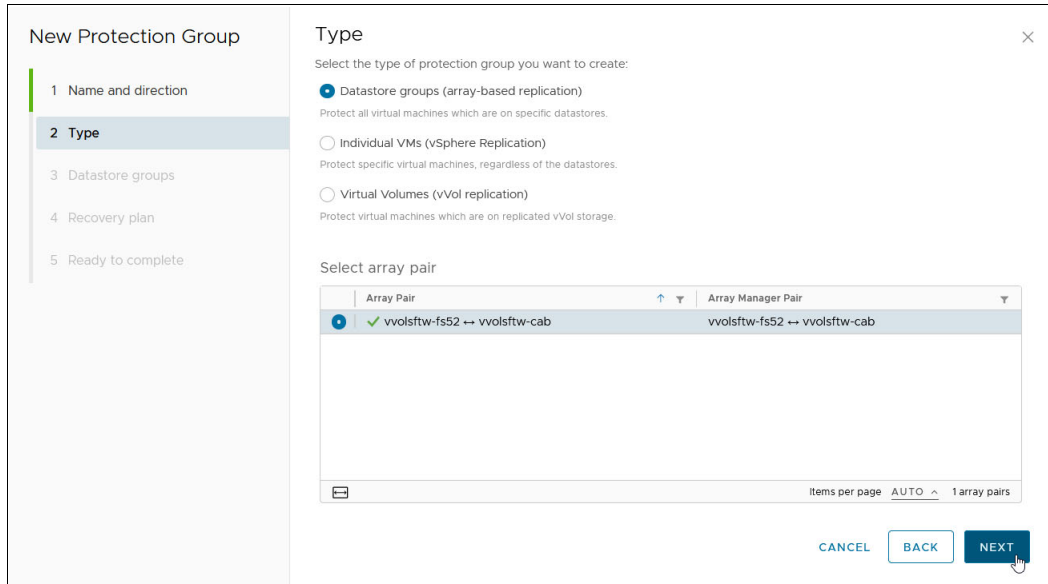 New Protection Group
1 Name and direction
2 Type
3 Datastore groups
4 Recovery plan
5 Ready to complete
Type
Select the type of protection group you want to create:
Datastore groups (array-based replication)
Protect all virtual machines which are on specific datastores.
Individual VMs (vSphere Replication)
Protect specific virtual machines, regardless of the datastores.
Virtual Volumes (vVol replication)
Protect virtual machines which are on replicated vVol storage.
Select array pair
Array Pair Array Manager Pair
vvolsftw-fs52 ↔ vvolsftw-cab vvolsftw-fs52 ↔ vvolsftw-cab
Items per page AUTO 1 array pairs
CANCEL BACK NEXT